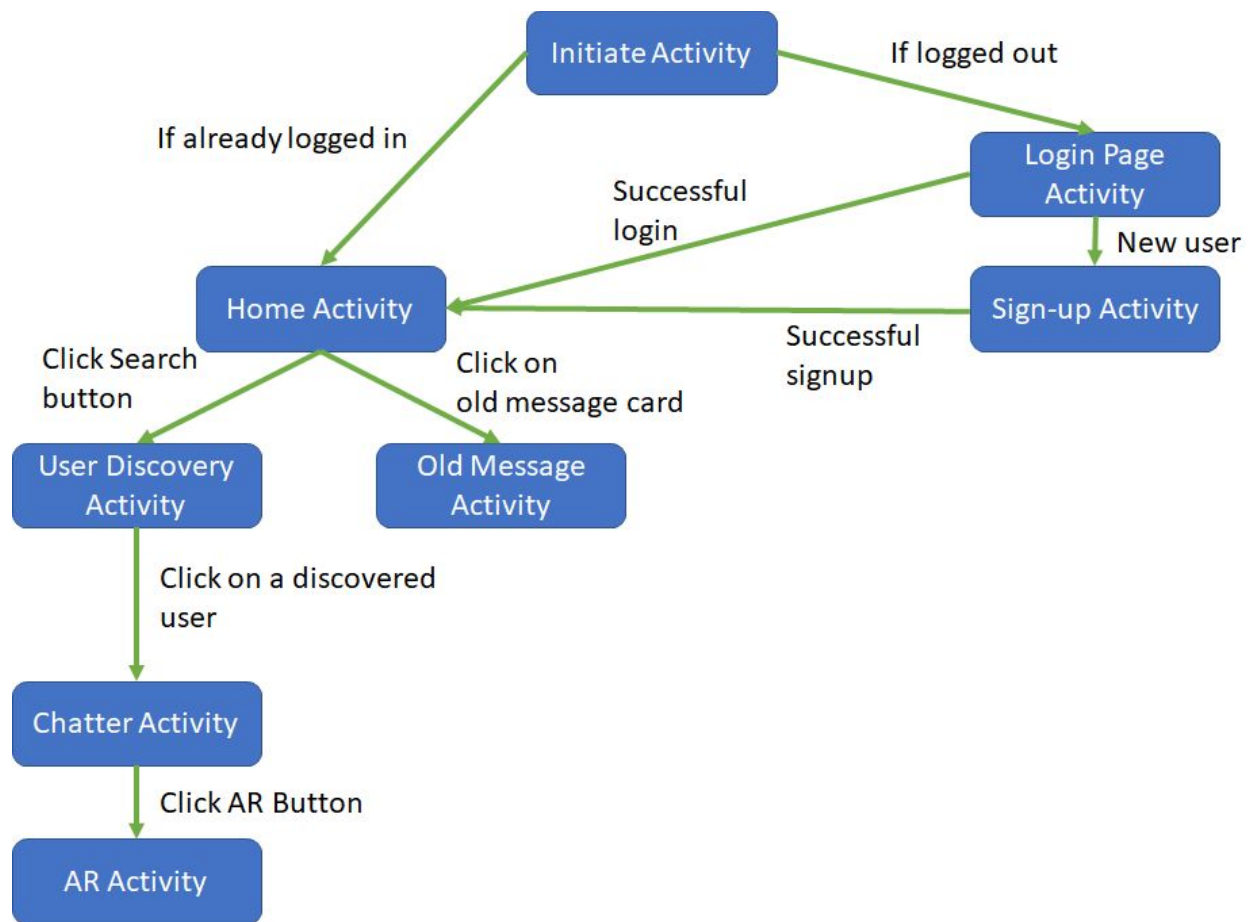 Initiate Activity
If logged out
If already logged in
Login Page
Activity
Successful
login
New user
Home Activity
Sign-up Activity
Successful
signup
Click Search
button
Click on
old message card
User Discovery
Activity
Old Message
Activity
Click on a discovered
user
Chatter Activity
Click AR Button
AR Activity